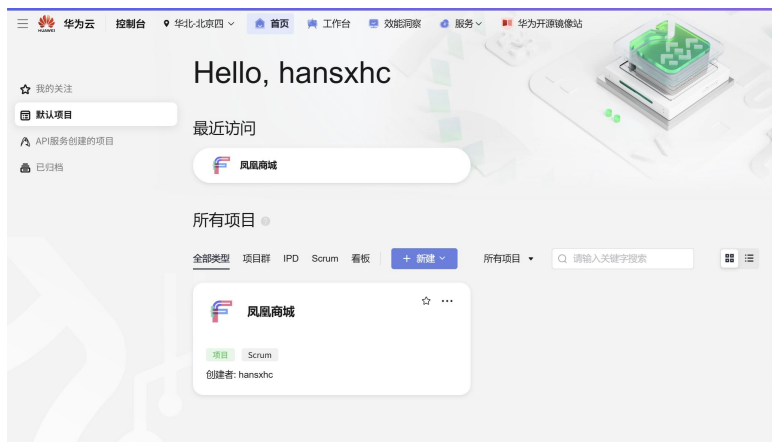 HUAWEI 华为云 控制台 华北-北京四 首页 工作台 效能洞察 服务 华为开源镜像站
Hello, hansxhc
我的关注
默认项目
API服务创建的项目
已归档
最近访问
凤凰商城
所有项目
全部类型 项目群 IPD Scrum 看板 + 新建 所有项目 请输入关键字搜索
凤凰商城
项目 Scrum
创建者: hansxhc